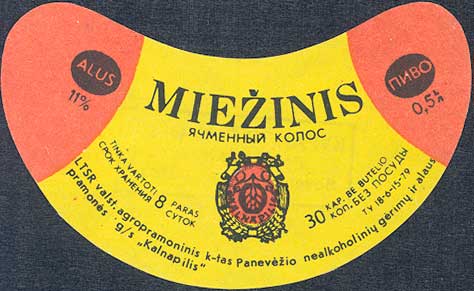 ALUS
11%
MIEŽINIS
ЯЧМЕННЫЙ КОЛОС
ПИВО
0,5 л
TINKA VARTOTI 8 PARAS
СРОК ХРАНЕНИЯ 8 СУТОК
KALNAPILIS
30 KAP. BE BUTELIO
КОП. БЕЗ ПОСУДЫ
ТУ 18-6-15-79
LTSR valst. agropramoninis k-tas Panevėžio nealkoholinių gėrimų ir alaus
pramonės g/s „Kalnapilis"